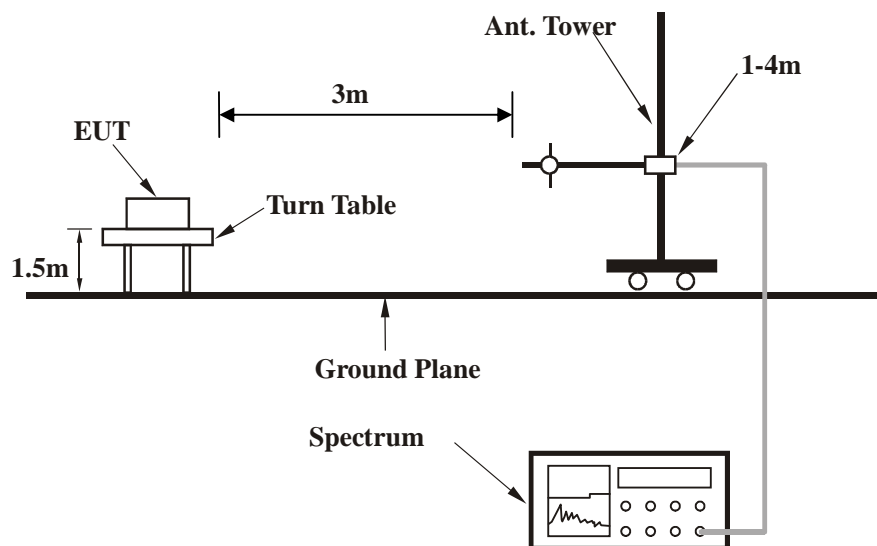 Ant. Tower
1-4m
3m
EUT
Turn Table
1.5m
Ground Plane
Spectrum